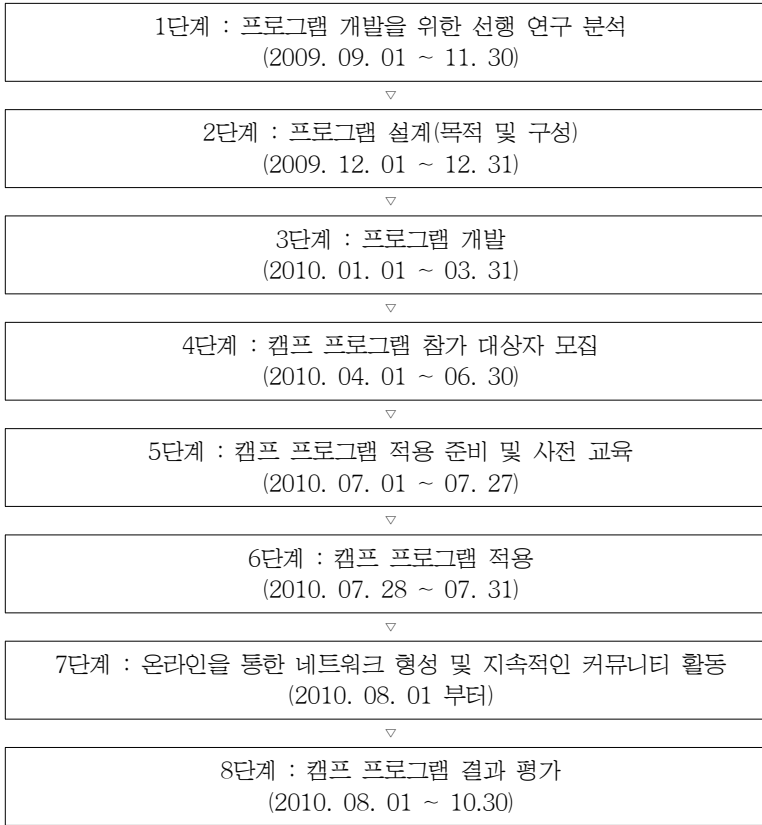 1단계 : 프로그램 개발을 위한 선행 연구 분석
(2009. 09. 01 ~ 11. 30)
▽
2단계 : 프로그램 설계(목적 및 구성)
(2009. 12. 01 ~ 12. 31)
▽
3단계 : 프로그램 개발
(2010. 01. 01 ~ 03. 31)
▽
4단계 : 캠프 프로그램 참가 대상자 모집
(2010. 04. 01 ~ 06. 30)
▽
5단계 : 캠프 프로그램 적용 준비 및 사전 교육
(2010. 07. 01 ~ 07. 27)
▽
6단계 : 캠프 프로그램 적용
(2010. 07. 28 ~ 07. 31)
▽
7단계 : 온라인을 통한 네트워크 형성 및 지속적인 커뮤니티 활동
(2010. 08. 01 부터)
▽
8단계 : 캠프 프로그램 결과 평가
(2010. 08. 01 ~ 10.30)